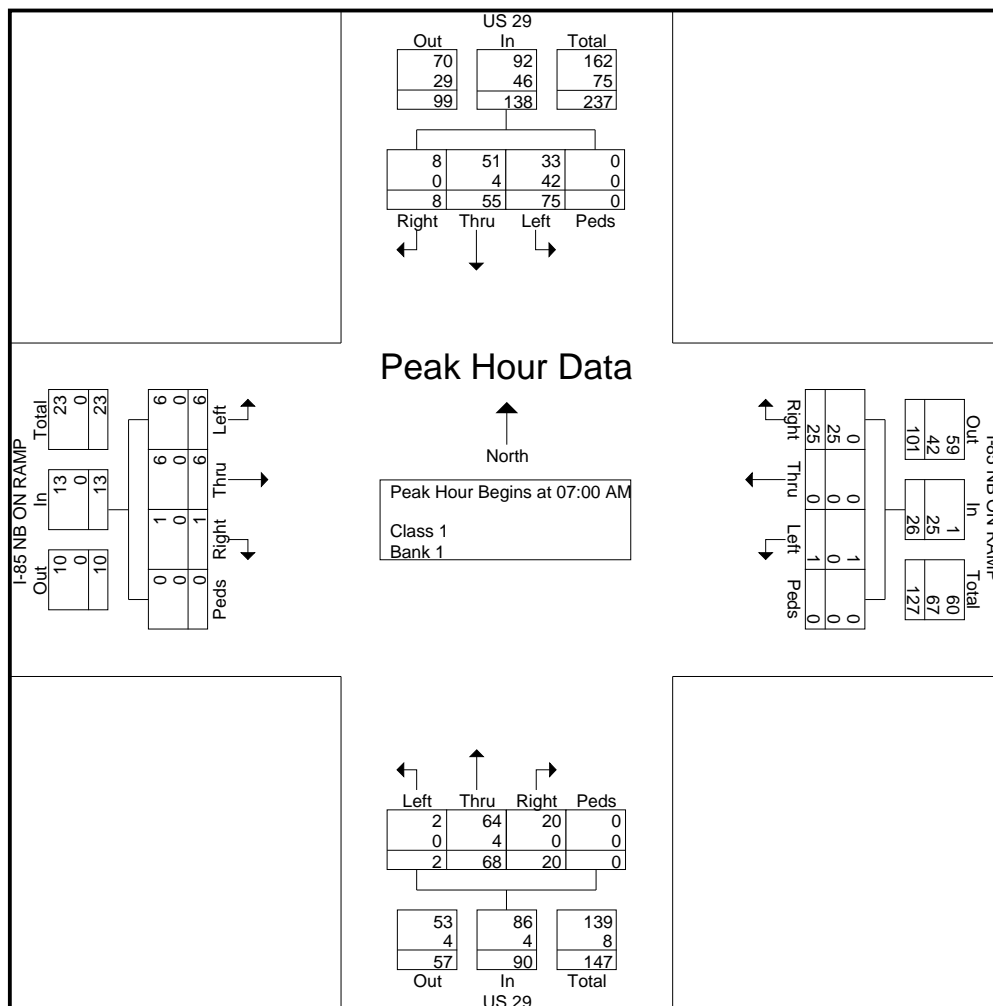 US 29
Out In Total
70 92 162
29 46 75
99 138 237
8 51 33 0
0 4 42 0
8 55 75 0
Right Thru Left Peds
Peak Hour Data
North
Peak Hour Begins at 07:00 AM
Class 1
Bank 1
I-85 NB ON RAMP
Total In Out
23 13 10
0 0 0
23 13 10
6 6 1 0
0 0 0 0
6 6 1 0
Left Thru Right Peds
I-85 NB ON RAMP
Out In Total
59 1 60
42 25 67
101 26 127
0 0 1 0
25 0 0 0
25 0 1 0
Right Thru Left Peds
Left Thru Right Peds
2 64 20 0
0 4 0 0
2 68 20 0
53 86 139
4 4 8
57 90 147
Out In Total
US 29